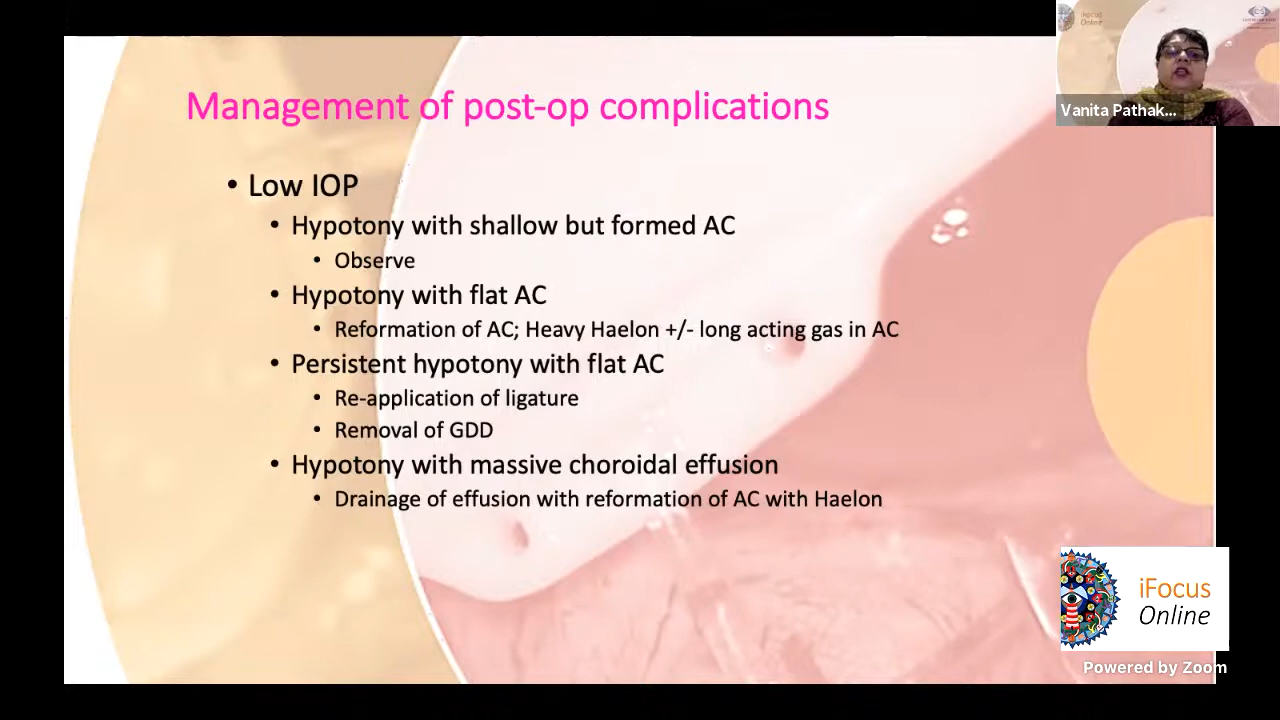 Management of post-op complications
• Low IOP
• Hypotony with shallow but formed AC
• Observe
• Hypotony with flat AC
• Reformation of AC; Heavy Haelon +/- long acting gas in AC
• Persistent hypotony with flat AC
• Re-application of ligature
• Removal of GDD
• Hypotony with massive choroidal effusion
• Drainage of effusion with reformation of AC with Haelon
iFocus
Online
Vanita Pathak...
iFocus
Online
Powered by Zoom